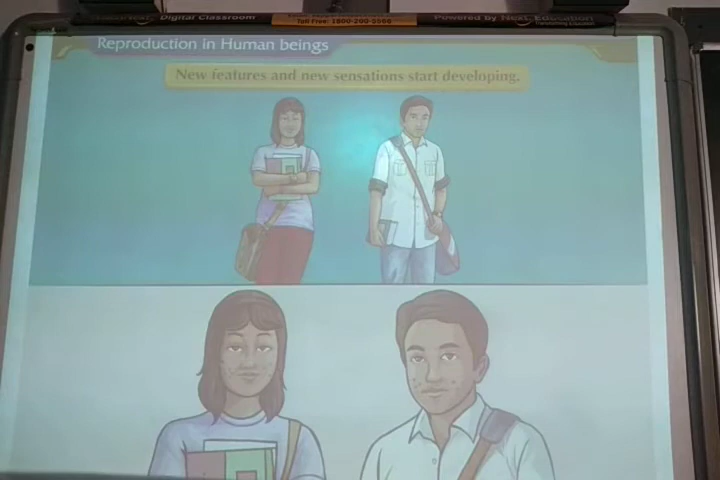 Digital Classroom
Toll Free: 1800-200-5566
Powered by Next Education
Reproduction in Human beings
New features and new sensations start developing.